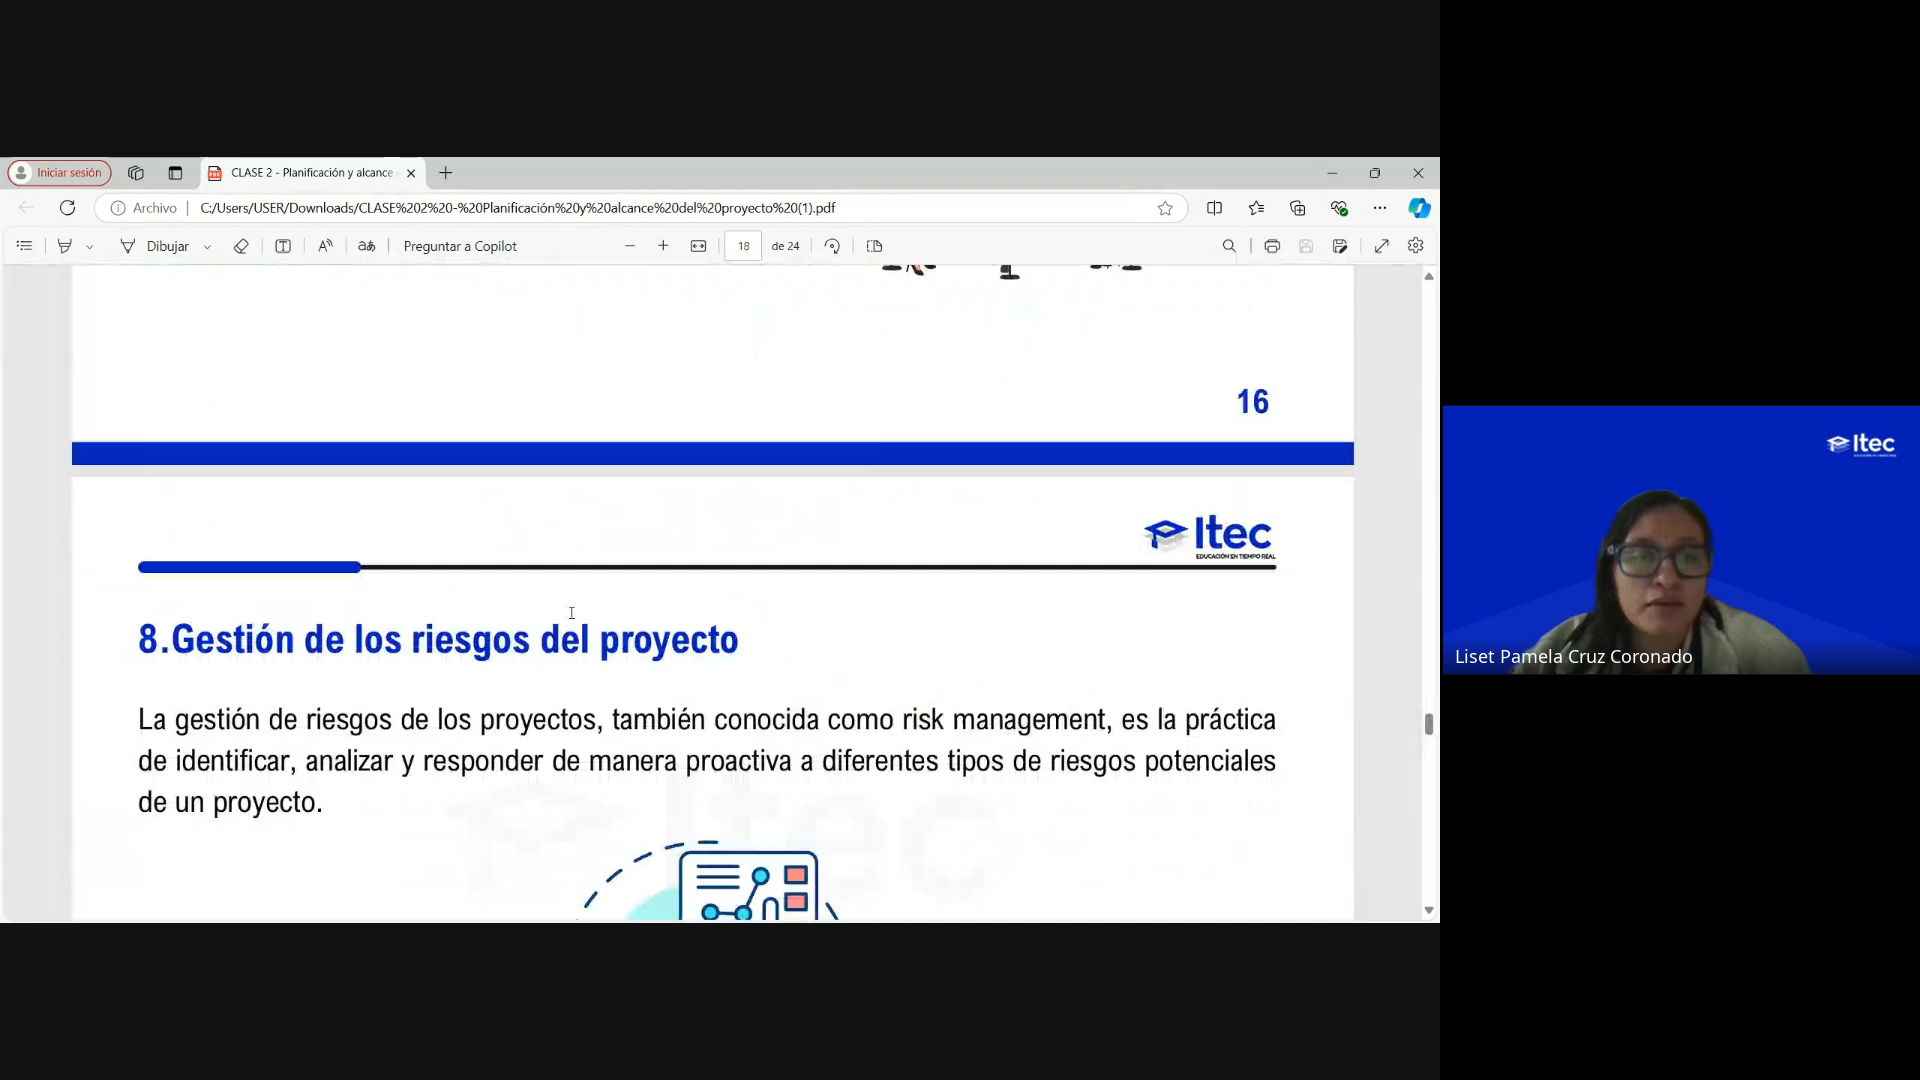 Iniciar sesión
CLASE 2 - Planificación y alcance
Archivo
C:/Users/USER/Downloads/CLASE%202%20-%20Planificación%20y%20alcance%20del%20proyecto%20(1).pdf
Dibujar
Preguntar a Copilot
18 de 24
16
Itec
EDUCACIÓN EN TIEMPO REAL
8.Gestión de los riesgos del proyecto
La gestión de riesgos de los proyectos, también conocida como risk management, es la práctica
de identificar, analizar y responder de manera proactiva a diferentes tipos de riesgos potenciales
de un proyecto.
Itec
Itec
Liset Pamela Cruz Coronado